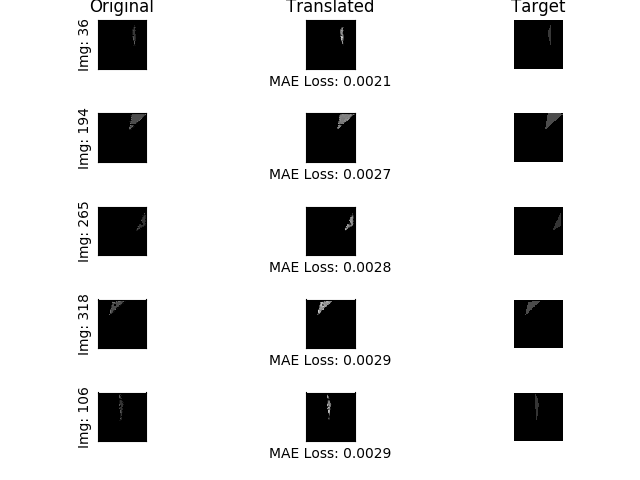 Original Translated Target
Img: 36
MAE Loss: 0.0021
Img: 194
MAE Loss: 0.0027
Img: 265
MAE Loss: 0.0028
Img: 318
MAE Loss: 0.0029
Img: 106
MAE Loss: 0.0029